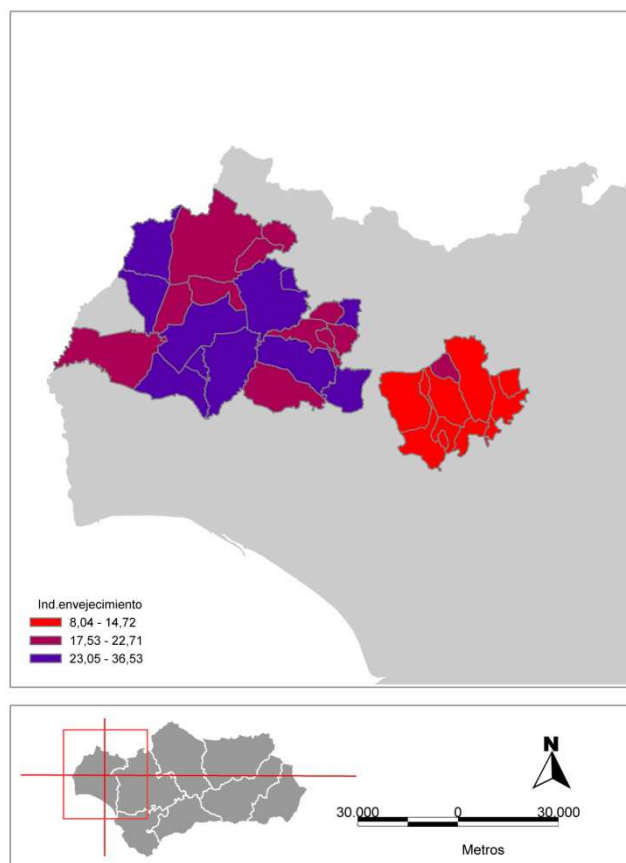 Ind.envejecimiento
8,04 - 14,72
17,53 - 22,71
23,05 - 36,53
N
30.000 0 30.000
Metros